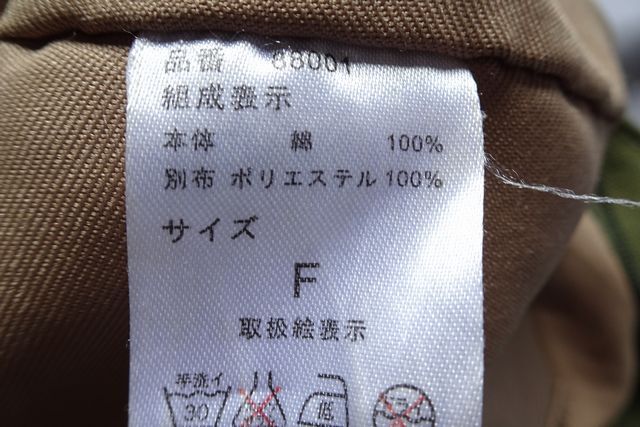 品番 68001
組成表示
本体 綿 100%
別布 ポリエステル 100%
サイズ
F
取扱絵表示
手洗イ
30
低